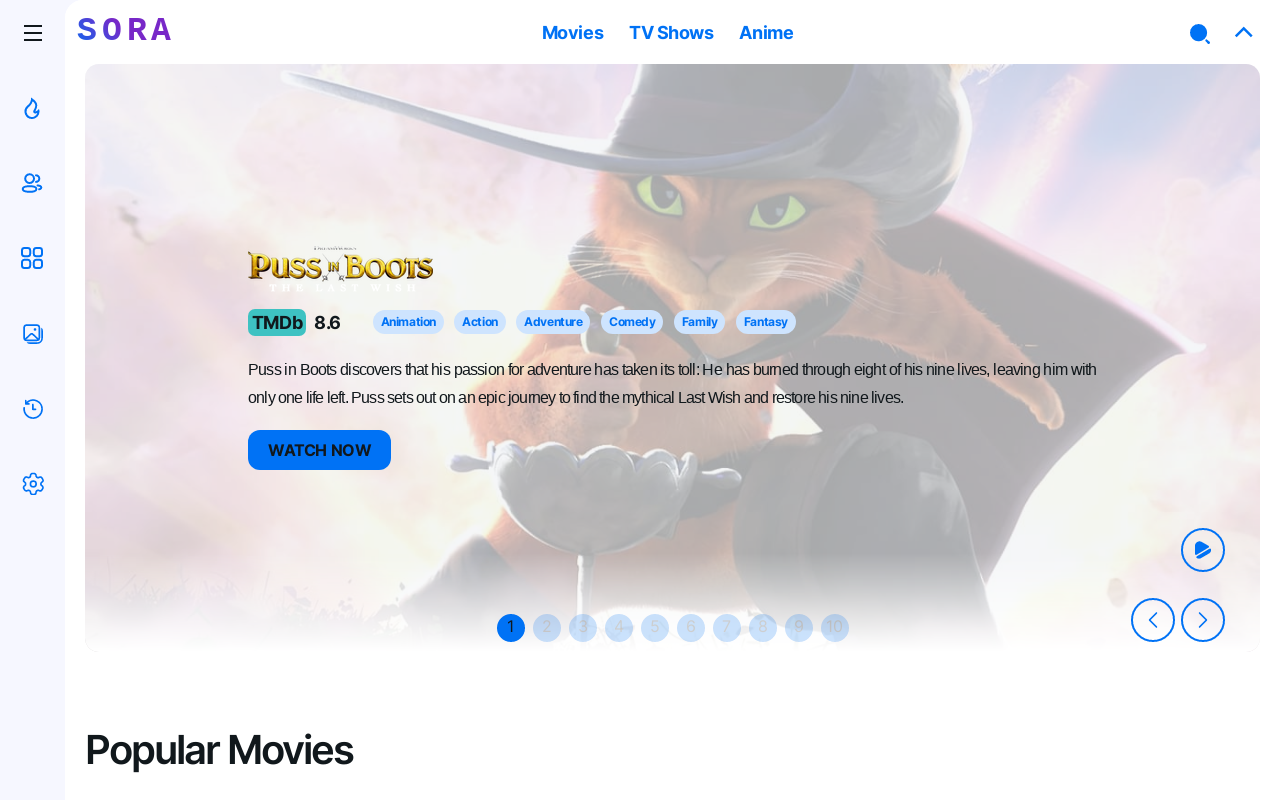 SORA
Movies TV Shows Anime
PUSS IN BOOTS
THE LAST WISH
TMDb 8.6 Animation Action Adventure Comedy Family Fantasy
Puss in Boots discovers that his passion for adventure has taken its toll: He has burned through eight of his nine lives, leaving him with
only one life left. Puss sets out on an epic journey to find the mythical Last Wish and restore his nine lives.
WATCH NOW
1 2 3 4 5 6 7 8 9 10
Popular Movies